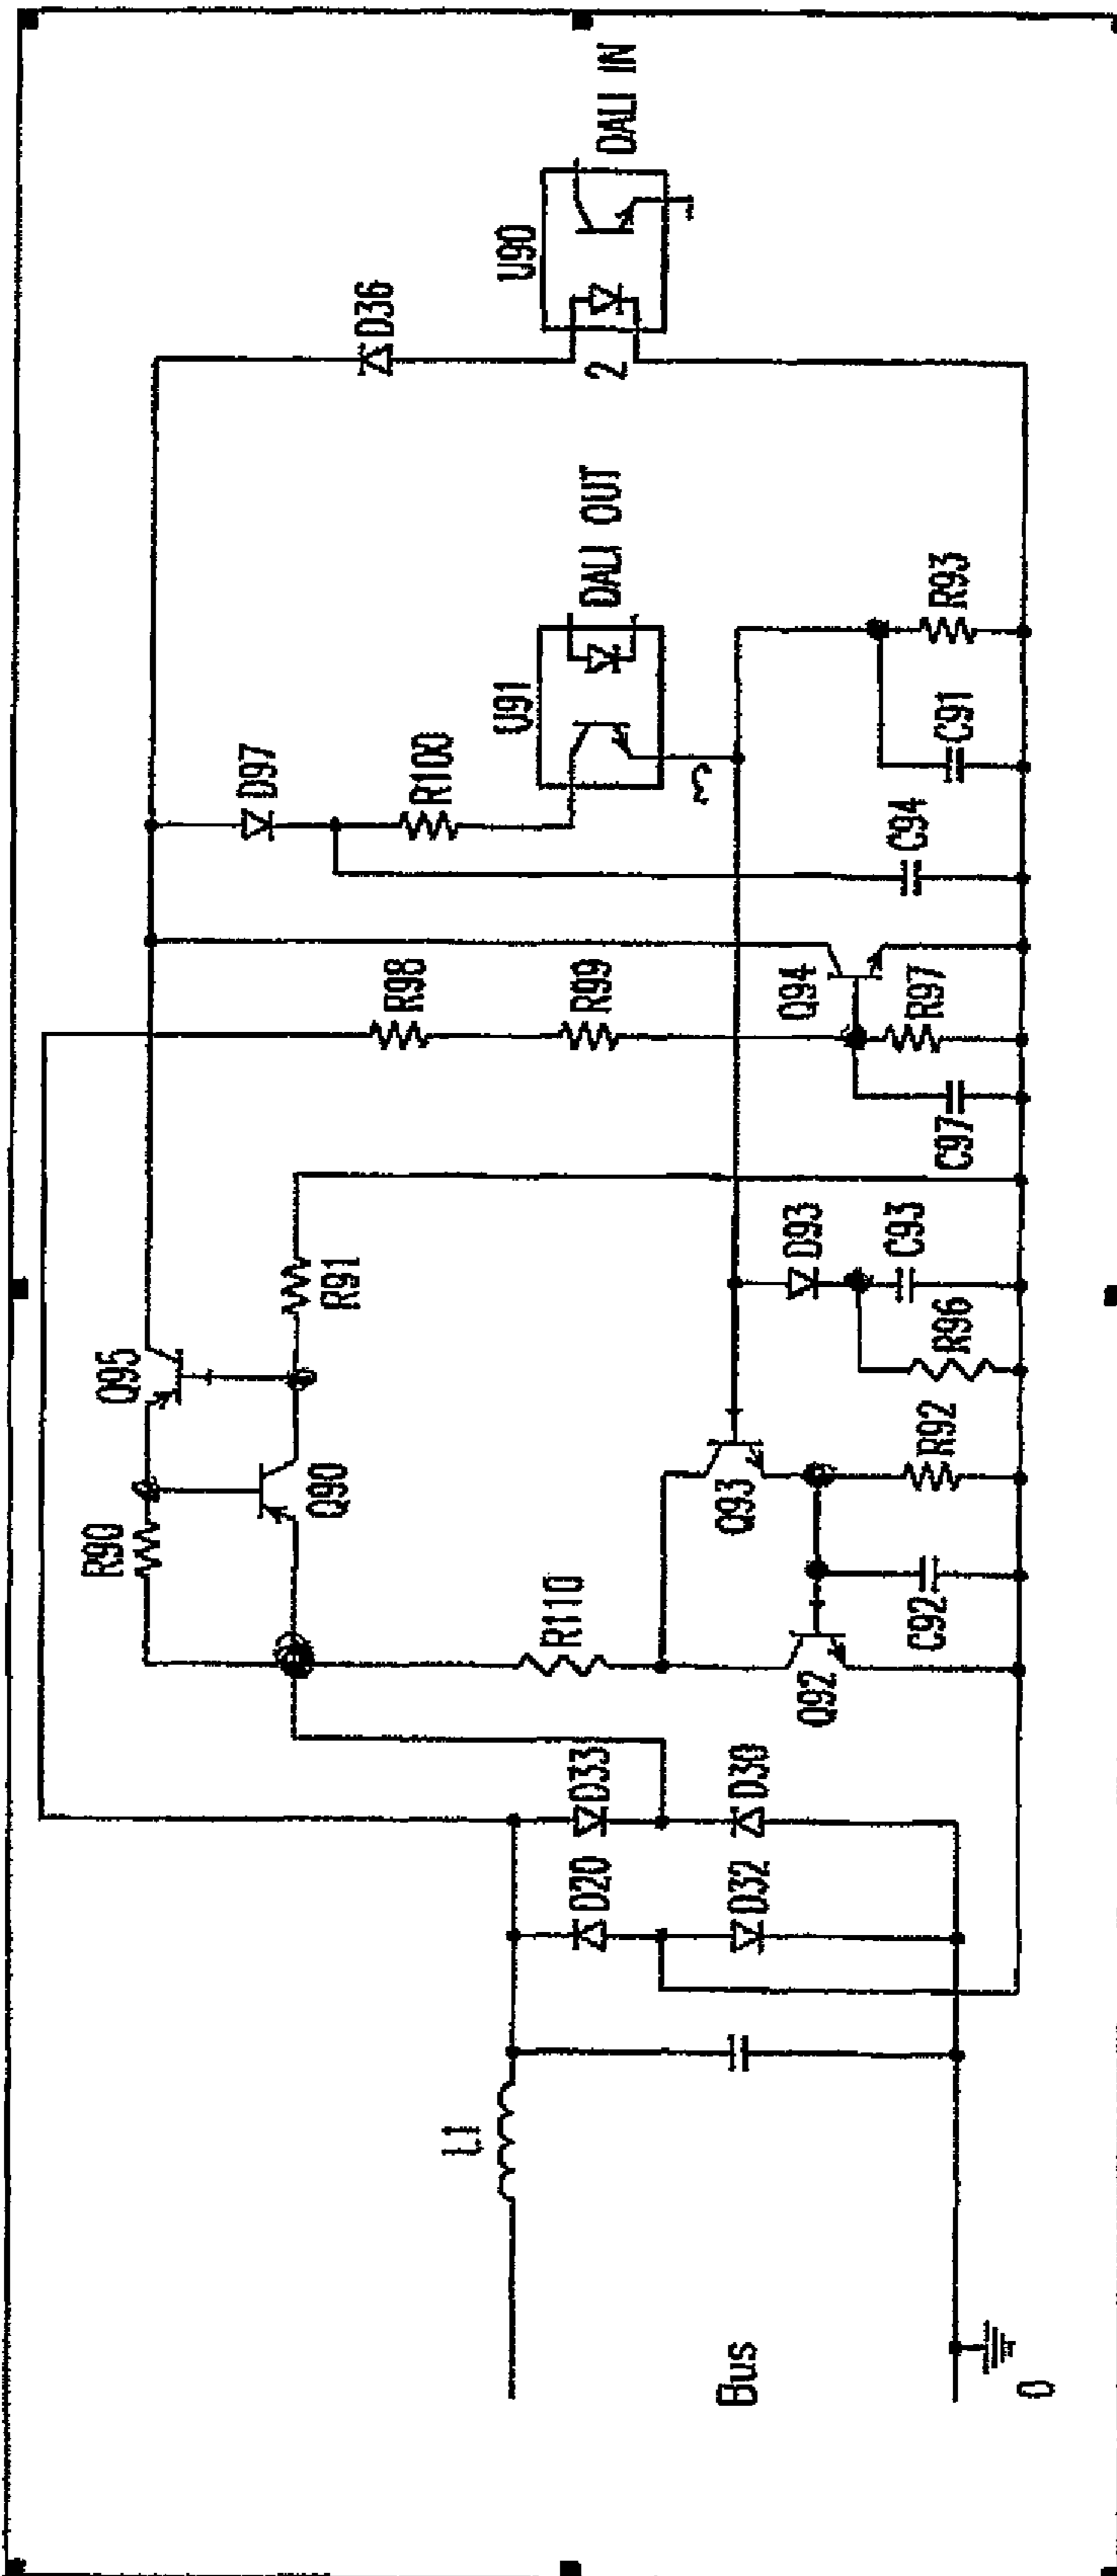 Bus
0
L1
D20
D33
D32
D30
R90
Q95
Q90
R91
R110
Q93
Q92
C92
R92
R96
D93
C93
R98
R99
C97
Q94
R97
D97
R100
C94
U91
DALI OUT
3
C91
R93
D36
U90
2
DALI IN